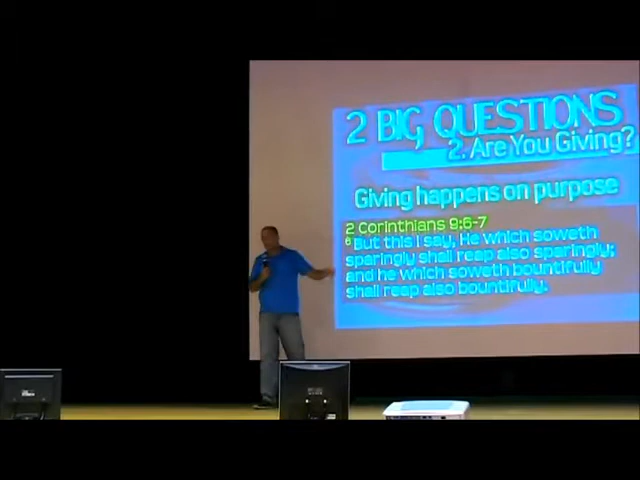 2 BIG QUESTIONS
2. Are You Giving?
Giving happens on purpose
2 Corinthians 9:6-7
6 But this I say, He which soweth
sparingly shall reap also sparingly;
and he which soweth bountifully
shall reap also bountifully.